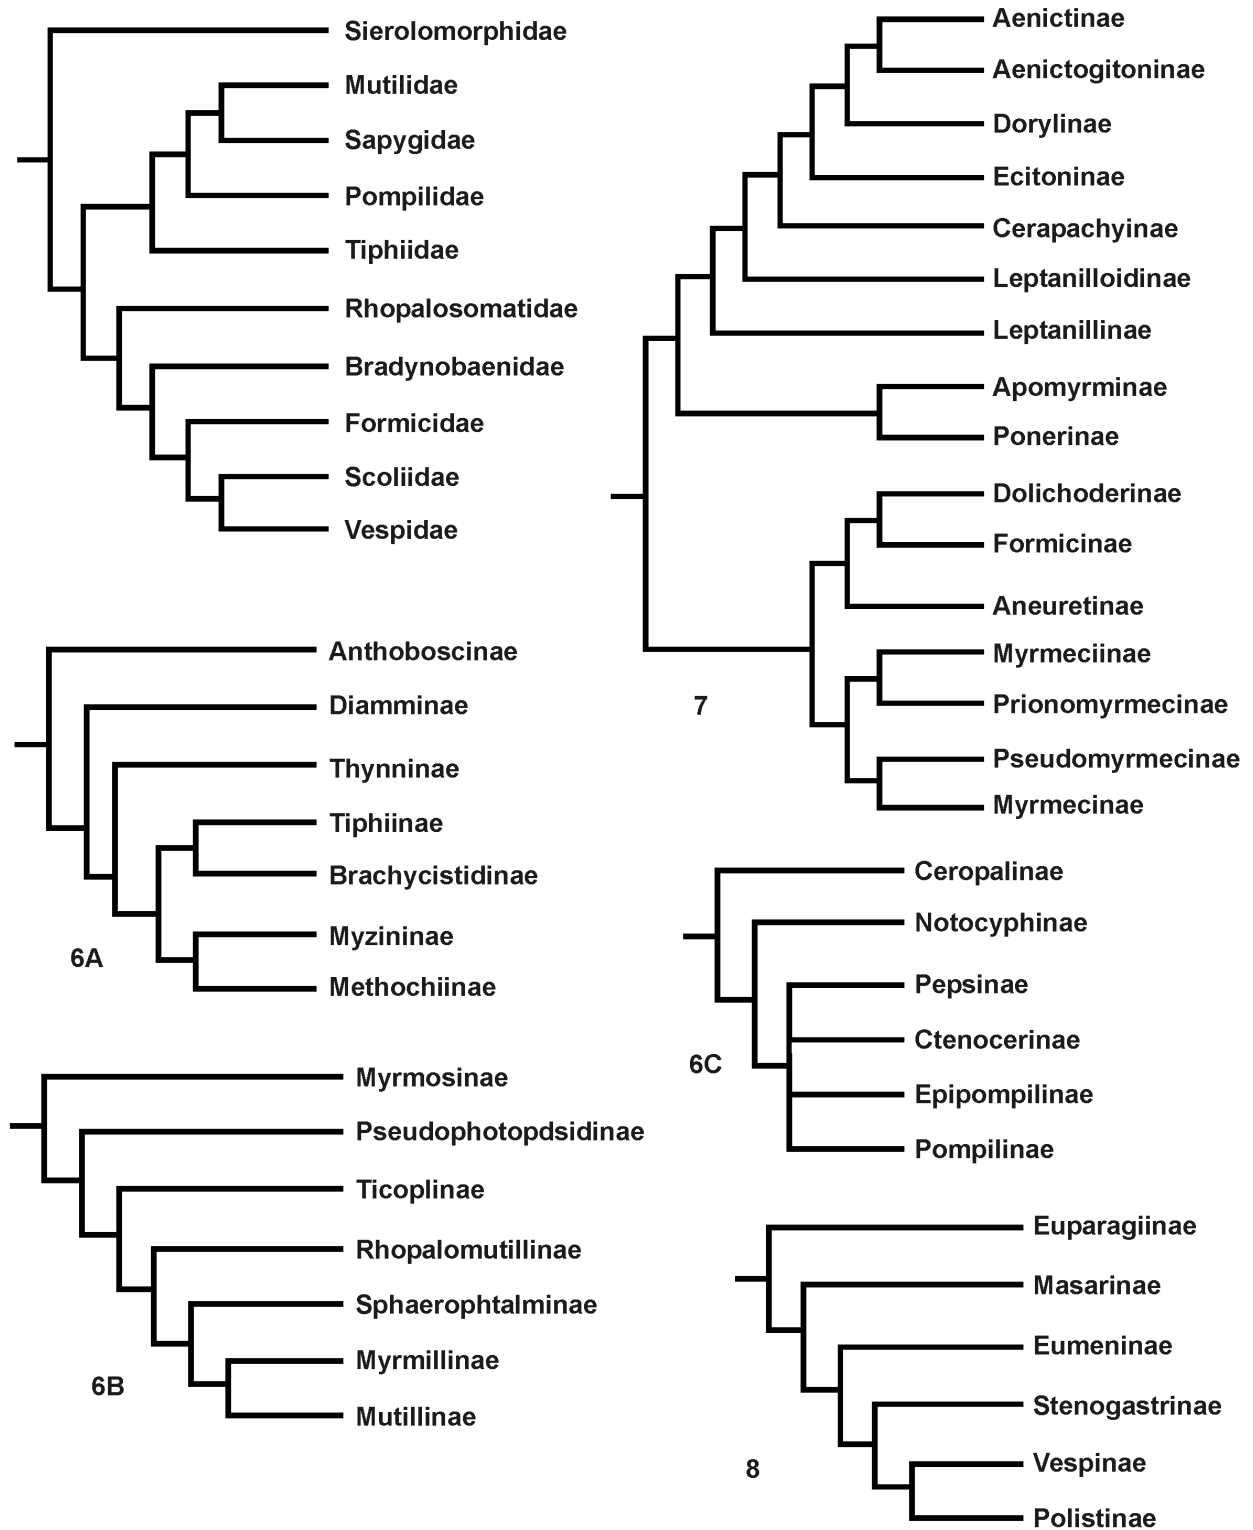 Sierolomorphidae
Mutilidae
Sapygidae
Pompilidae
Tiphiidae
Rhopalosomatidae
Bradynobaenidae
Formicidae
Scoliidae
Vespidae
Anthoboscinae
Diamminae
Thynninae
Tiphiinae
Brachycistidinae
Myzininae
Methochiinae
6A
Myrmosinae
Pseudophotopdsidinae
Ticoplinae
Rhopalomutillinae
Sphaerophtalminae
Myrmillinae
Mutillinae
6B
Aenictinae
Aenictogitoninae
Dorylinae
Ecitoninae
Cerapachyinae
Leptanilloidinae
Leptanillinae
Apomyrminae
Ponerinae
Dolichoderinae
Formicinae
Aneuretinae
Myrmeciinae
Prionomyrmecinae
Pseudomyrmecinae
Myrmecinae
7
Ceropalinae
Notocyphinae
Pepsinae
Ctenocerinae
Epipompilinae
Pompilinae
6C
Euparagiinae
Masarinae
Eumeninae
Stenogastrinae
Vespinae
Polistinae
8